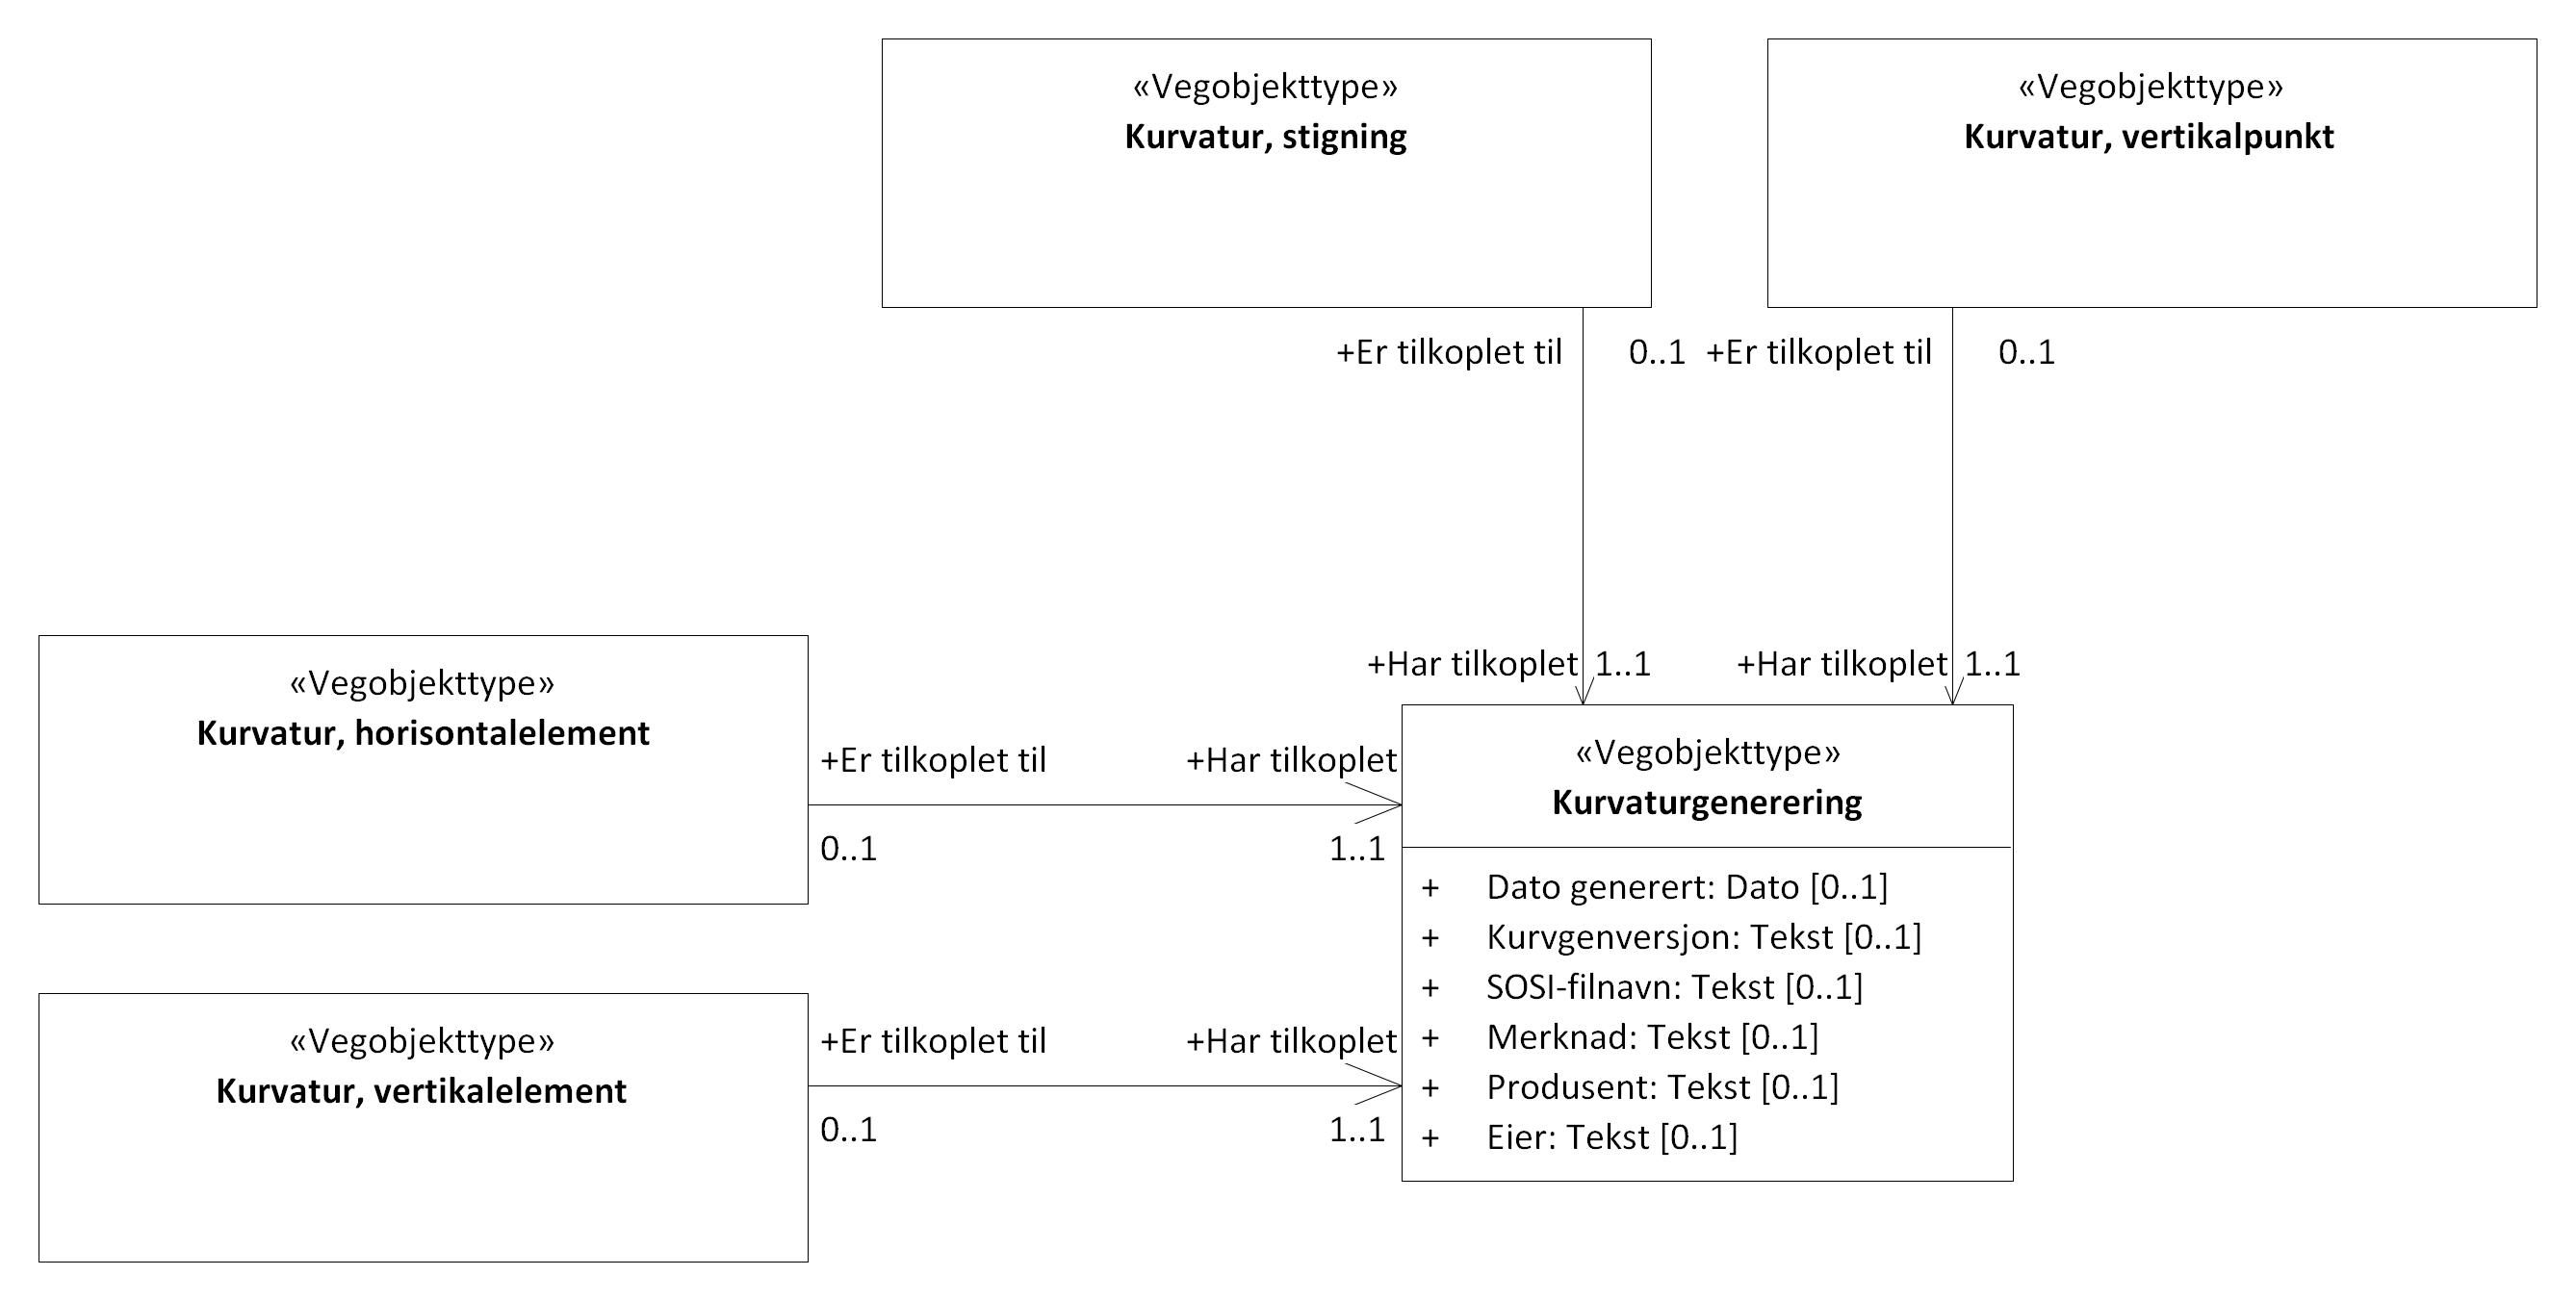 «Vegobjekttype»
Kurvatur, stigning
«Vegobjekttype»
Kurvatur, vertikalpunkt
+Er tilkoplet til
0..1
+Er tilkoplet til
0..1
+Har tilkoplet
1..1
+Har tilkoplet
1..1
«Vegobjekttype»
Kurvatur, horisontalelement
+Er tilkoplet til
+Har tilkoplet
0..1
1..1
«Vegobjekttype»
Kurvaturgenerering
+ Dato generert: Dato [0..1]
+ Kurvgenversjon: Tekst [0..1]
+ SOSI-filnavn: Tekst [0..1]
+ Merknad: Tekst [0..1]
+ Produsent: Tekst [0..1]
+ Eier: Tekst [0..1]
«Vegobjekttype»
Kurvatur, vertikalelement
+Er tilkoplet til
+Har tilkoplet
0..1
1..1